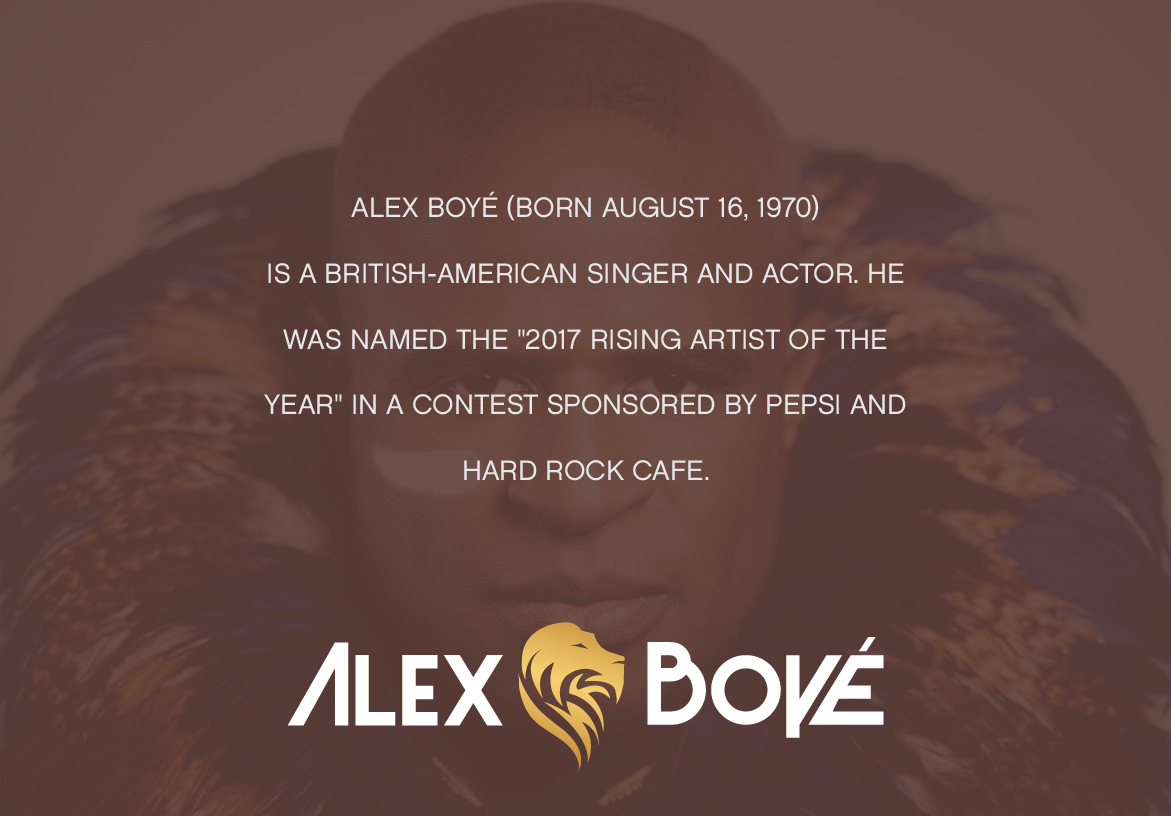 ALEX BOYÉ (BORN AUGUST 16, 1970)
IS A BRITISH-AMERICAN SINGER AND ACTOR. HE
WAS NAMED THE "2017 RISING ARTIST OF THE
YEAR" IN A CONTEST SPONSORED BY PEPSI AND
HARD ROCK CAFE.
ALEX BOYÉ